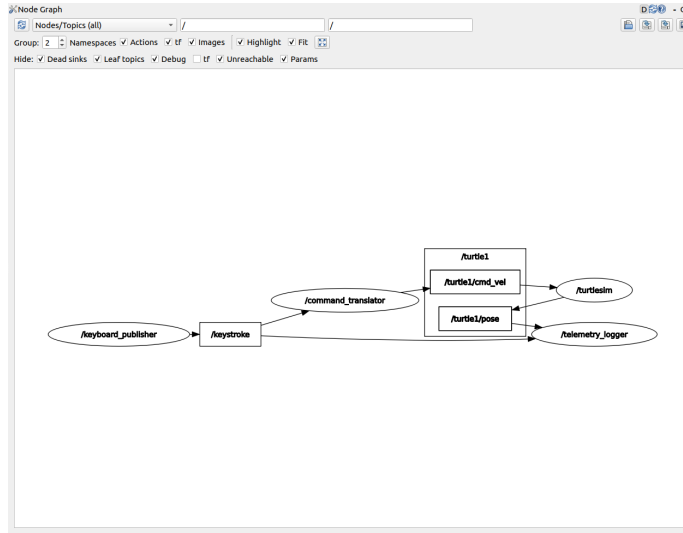 Node Graph
D - O
Nodes/Topics (all) / /
Group: 2 Namespaces Actions tf Images Highlight Fit
Hide: Dead sinks Leaf topics Debug tf Unreachable Params
/turtle1
/turtle1/cmd_vel
/turtlesim
/command_translator
/turtle1/pose
/keyboard_publisher
/keystroke
/telemetry_logger